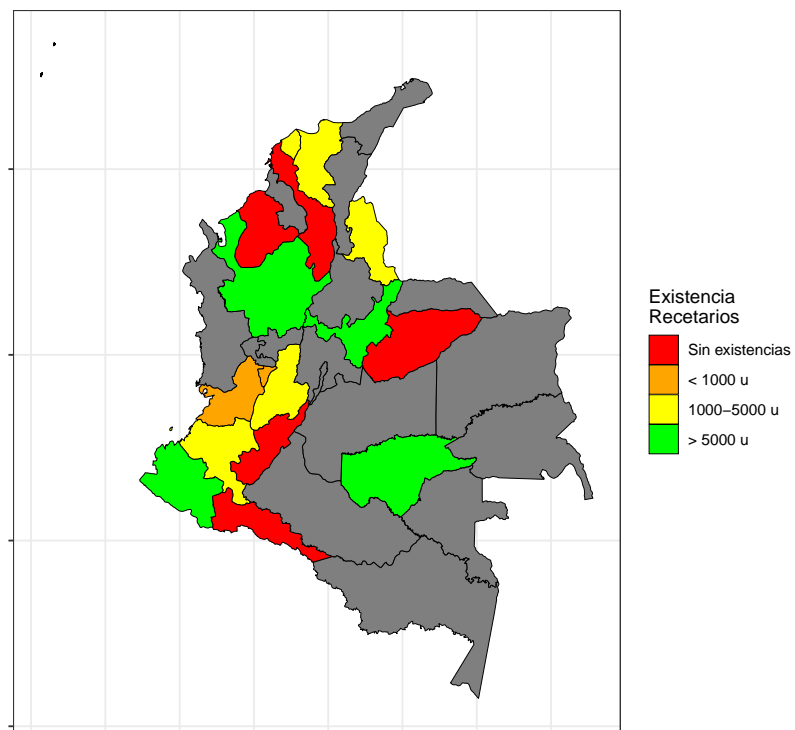 Existencia
Recetarios
Sin existencias
< 1000 u
1000−5000 u
> 5000 u